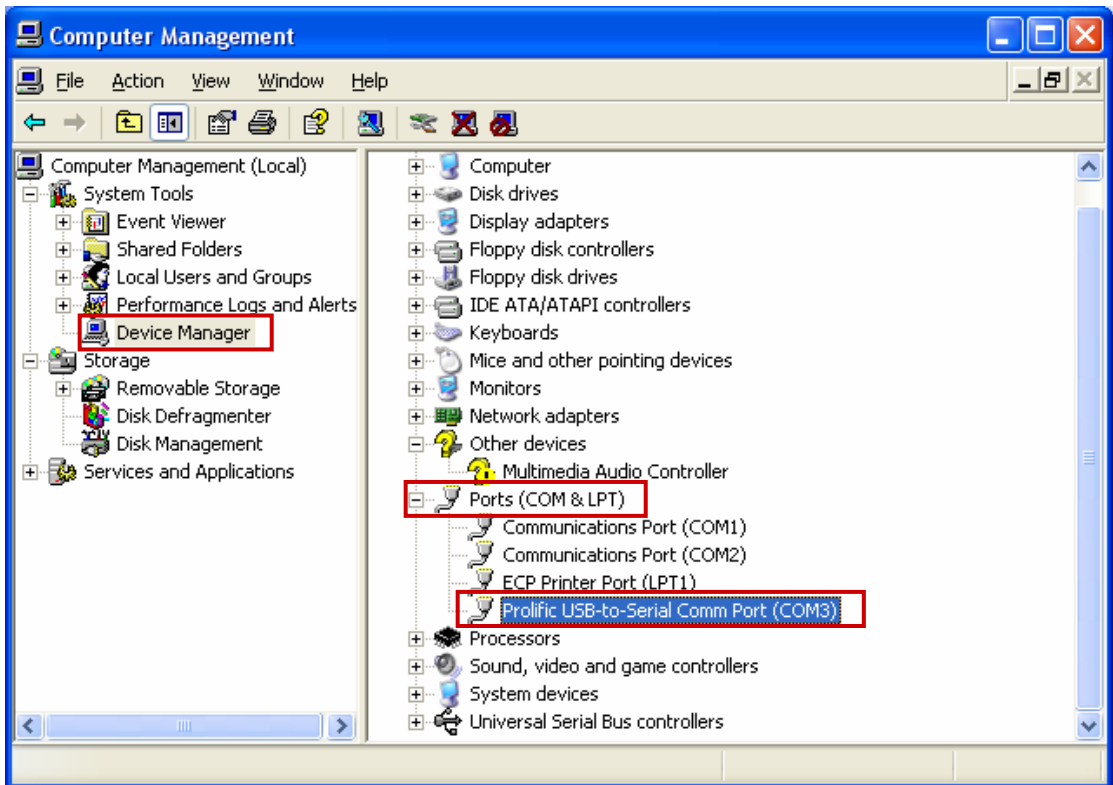 Computer Management
File Action View Window Help
Computer Management (Local)
System Tools
Event Viewer
Shared Folders
Local Users and Groups
Performance Logs and Alerts
Device Manager
Storage
Removable Storage
Disk Defragmenter
Disk Management
Services and Applications
Computer
Disk drives
Display adapters
Floppy disk controllers
Floppy disk drives
IDE ATA/ATAPI controllers
Keyboards
Mice and other pointing devices
Monitors
Network adapters
Other devices
Multimedia Audio Controller
Ports (COM & LPT)
Communications Port (COM1)
Communications Port (COM2)
ECP Printer Port (LPT1)
Prolific USB-to-Serial Comm Port (COM3)
Processors
Sound, video and game controllers
System devices
Universal Serial Bus controllers